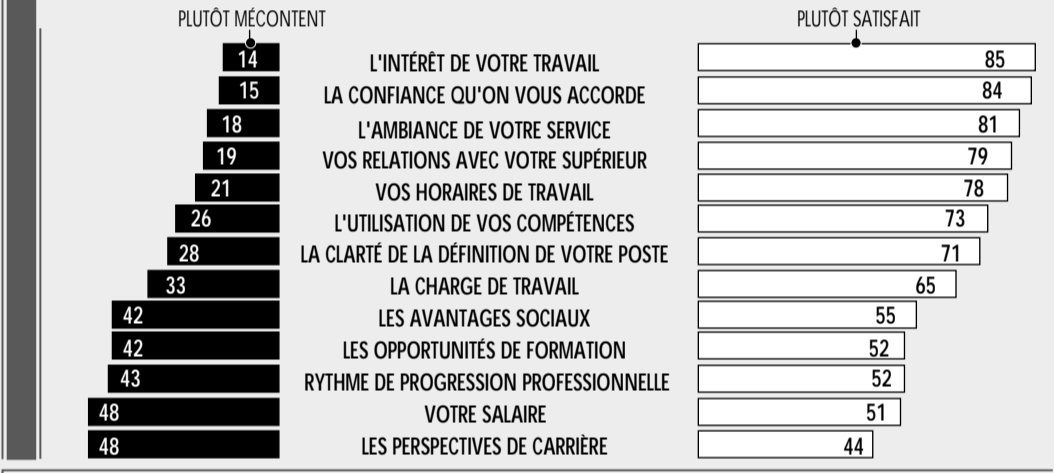 PLUTÔT MÉCONTENT PLUTÔT SATISFAIT
14 L'INTÉRÊT DE VOTRE TRAVAIL 85
15 LA CONFIANCE QU'ON VOUS ACCORDE 84
18 L'AMBIANCE DE VOTRE SERVICE 81
19 VOS RELATIONS AVEC VOTRE SUPÉRIEUR 79
21 VOS HORAIRES DE TRAVAIL 78
26 L'UTILISATION DE VOS COMPÉTENCES 73
28 LA CLARTÉ DE LA DÉFINITION DE VOTRE POSTE 71
33 LA CHARGE DE TRAVAIL 65
42 LES AVANTAGES SOCIAUX 55
42 LES OPPORTUNITÉS DE FORMATION 52
43 RYTHME DE PROGRESSION PROFESSIONNELLE 52
48 VOTRE SALAIRE 51
48 LES PERSPECTIVES DE CARRIÈRE 44